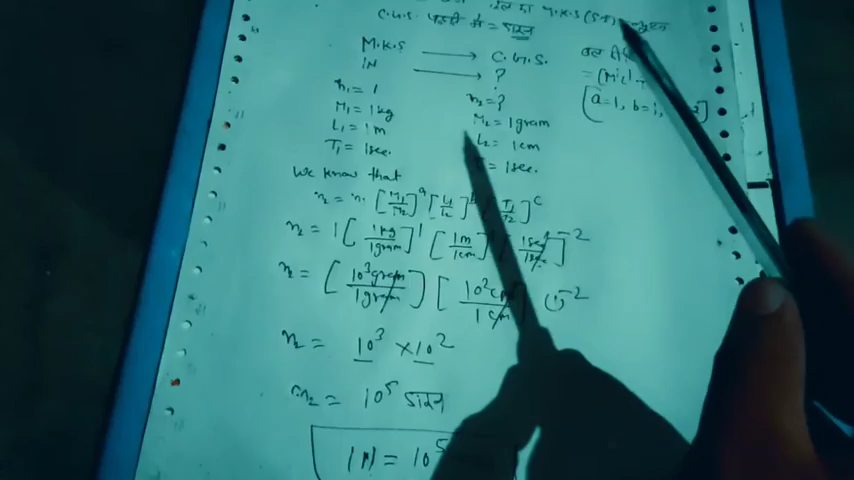 बल का M.K.S (S.I)
C.G.S. पद्धति में = डाइन
M.K.S ⟶ C.G.S.
1N ⟶ ?
n₁ = 1 n₂ = ?
M₁ = 1kg M₂ = 1gram
L₁ = 1m L₂ = 1cm
T₁ = 1sec. = 1sec.
[a=1, b=1,
We know that
n₂ = n₁ [M₁/M₂]^a [L₁/L₂] [T₁/T₂]^c
n₂ = 1 [1kg/1gram]^1 [1m/1cm] [1sec/1sec]^-2
n₂ = [10³gram/1gram] [10²cm/1cm] (1)^-2
n₂ = 10³ × 10²
n₂ = 10⁵ डाइन
1N = 10⁵